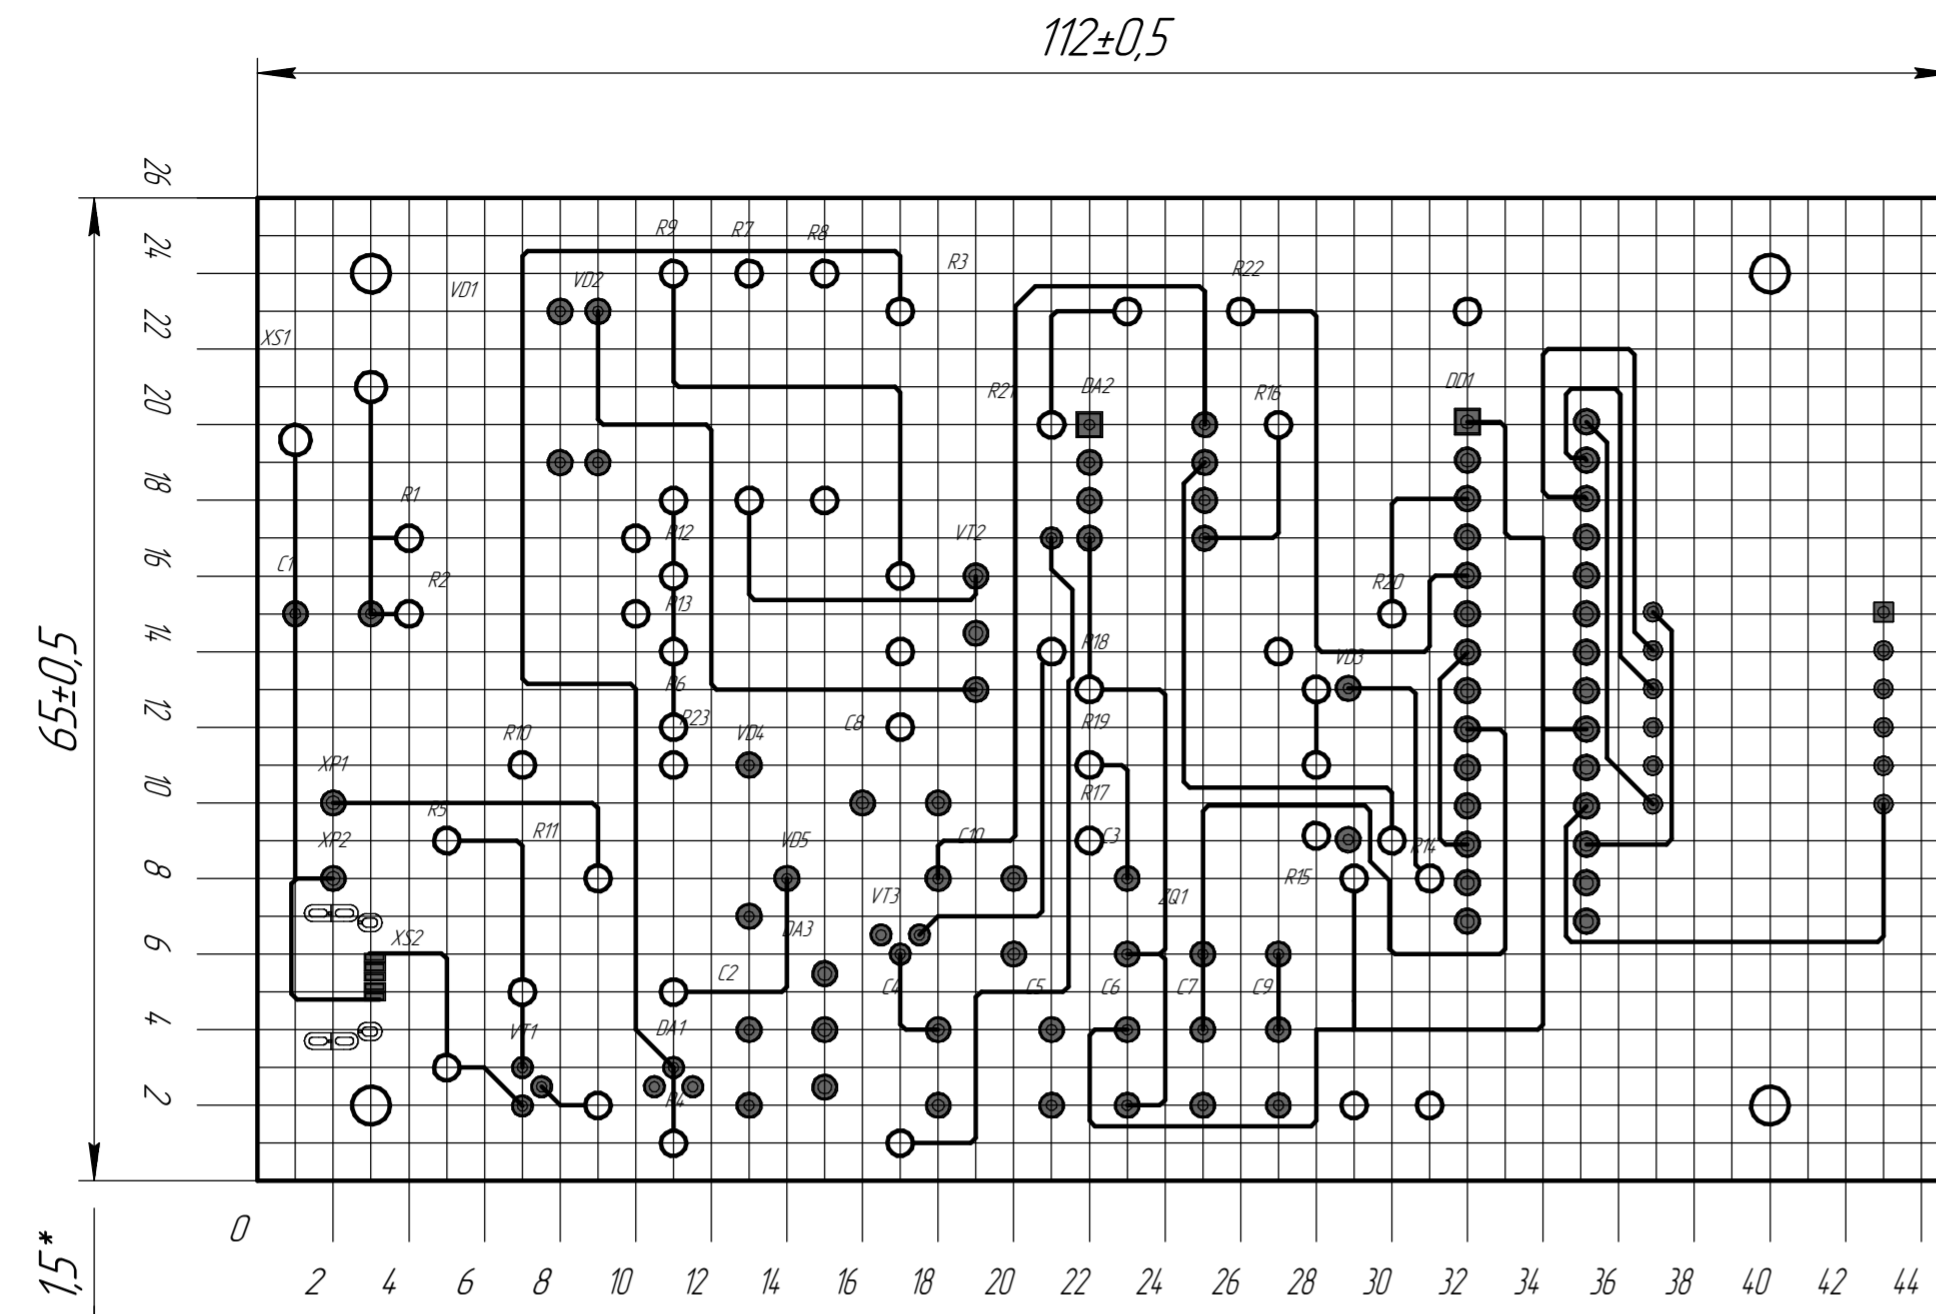 112±0,5
26
24
22
20
18
16
14
12
10
8
6
4
2
65±0,5
1,5*
R9
R7
R8
R3
R22
VD1
VD2
XS1
R21
DA2
R16
DD1
R1
R12
VT2
C1
R2
R13
R20
R18
VD3
R6
R23
C8
R19
R10
VD4
XP1
R17
R5
R11
XP2
VD5
C10
C3
R14
R15
VT3
ZQ1
DA3
XS2
C2
C4
C5
C6
C7
C9
VT1
DA1
R4
0
2 4 6 8 10 12 14 16 18 20 22 24 26 28 30 32 34 36 38 40 42 44